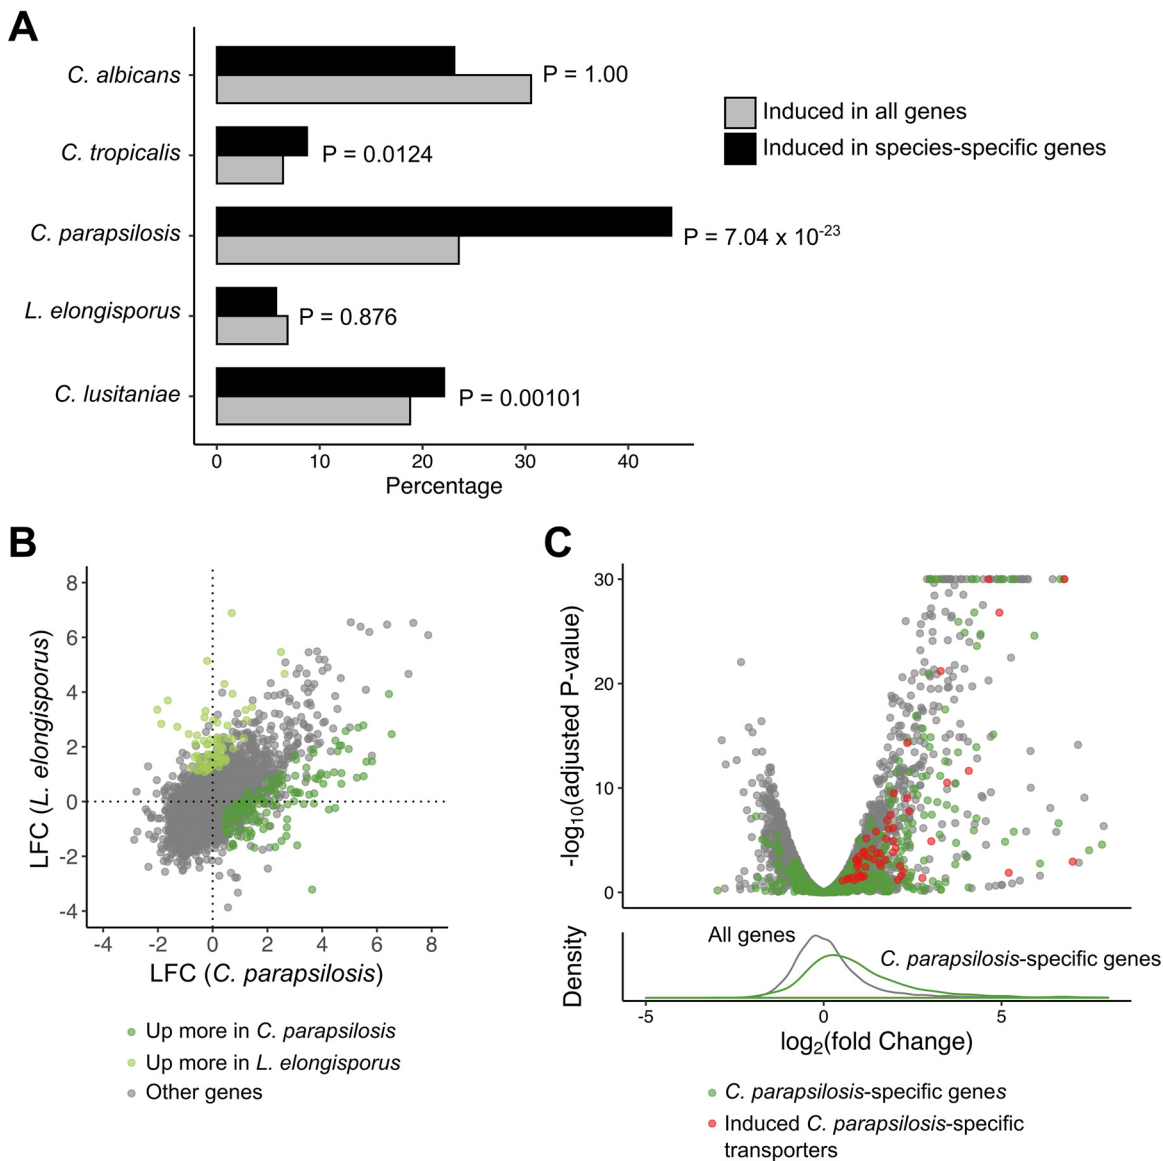 A
C. albicans
P = 1.00
C. tropicalis
P = 0.0124
C. parapsilosis
P = 7.04 x 10-23
L. elongisporus
P = 0.876
C. lusitaniae
P = 0.00101
0 10 20 30 40
Percentage
Induced in all genes
Induced in species-specific genes
B
LFC (L. elongisporus)
8
6
4
2
0
-2
-4
-4 -2 0 2 4 6 8
LFC (C. parapsilosis)
Up more in C. parapsilosis
Up more in L. elongisporus
Other genes
C
-log10(adjusted P-value)
30
20
10
0
Density
All genes
C. parapsilosis-specific genes
-5 0 5
log2(fold Change)
C. parapsilosis-specific genes
Induced C. parapsilosis-specific
transporters